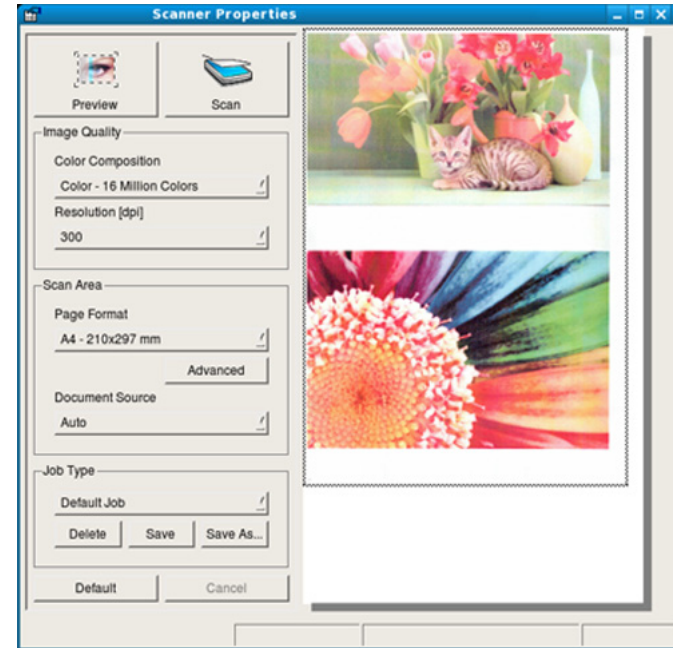 Scanner Properties
Preview
Scan
Image Quality
Color Composition
Color - 16 Million Colors
Resolution [dpi]
300
Scan Area
Page Format
A4 - 210x297 mm
Advanced
Document Source
Auto
Job Type
Default Job
Delete
Save
Save As...
Default
Cancel